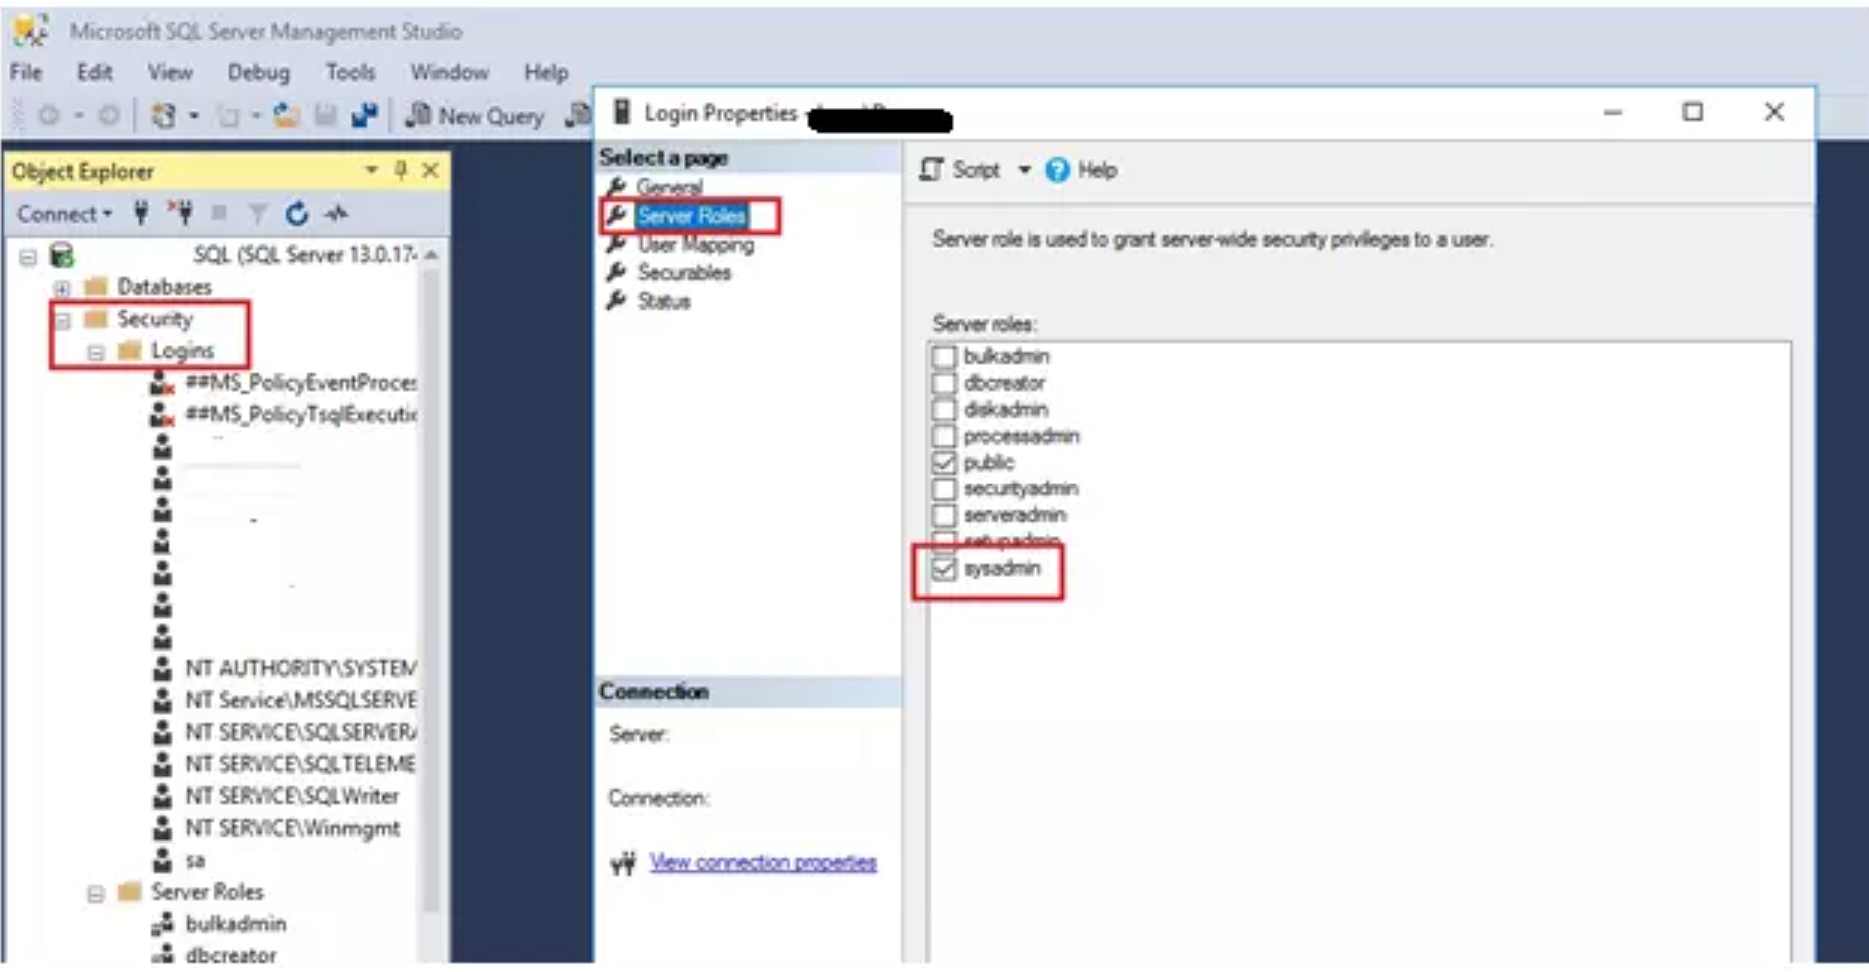 Microsoft SQL Server Management Studio
File Edit View Debug Tools Window Help
New Query
Object Explorer
Connect
SQL (SQL Server 13.0.17
Databases
Security
Logins
##MS_PolicyEventProces
##MS_PolicyTsqlExecutio
NT AUTHORITY\SYSTEM
NT Service\MSSQLSERVE
NT SERVICE\SQLSERVERA
NT SERVICE\SQLTELEME
NT SERVICE\SQLWriter
NT SERVICE\Winmgmt
sa
Server Roles
bulkadmin
dbcreator
Login Properties -
Select a page
General
Server Roles
User Mapping
Securables
Status
Connection
Server:
Connection:
View connection properties
Script Help
Server role is used to grant server-wide security privileges to a user.
Server roles:
bulkadmin
dbcreator
diskadmin
processadmin
public
securityadmin
serveradmin
setupadmin
sysadmin